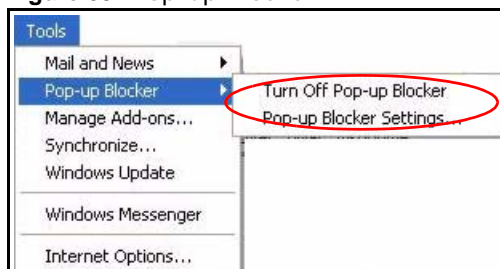 Tools
Mail and News
Pop-up Blocker
Turn Off Pop-up Blocker
Pop-up Blocker Settings...
Manage Add-ons...
Synchronize...
Windows Update
Windows Messenger
Internet Options...